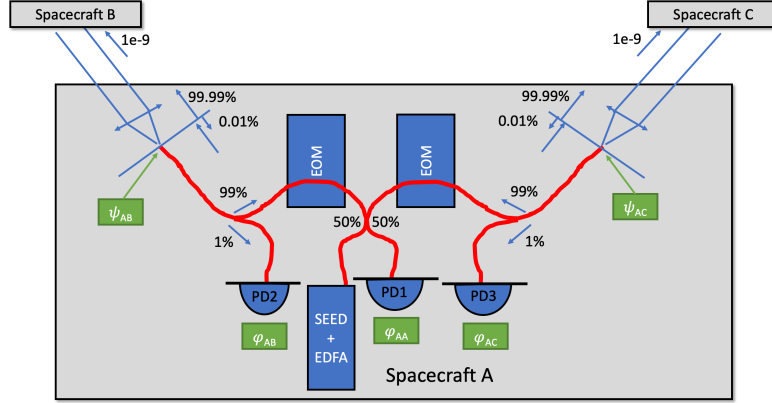 Spacecraft B
Spacecraft C
1e-9
1e-9
99.99%
99.99%
0.01%
0.01%
EOM
EOM
99%
99%
ψAB
ψAC
50%
50%
1%
1%
PD2
PD1
PD3
SEED
+
EDFA
φAB
φAA
φAC
Spacecraft A